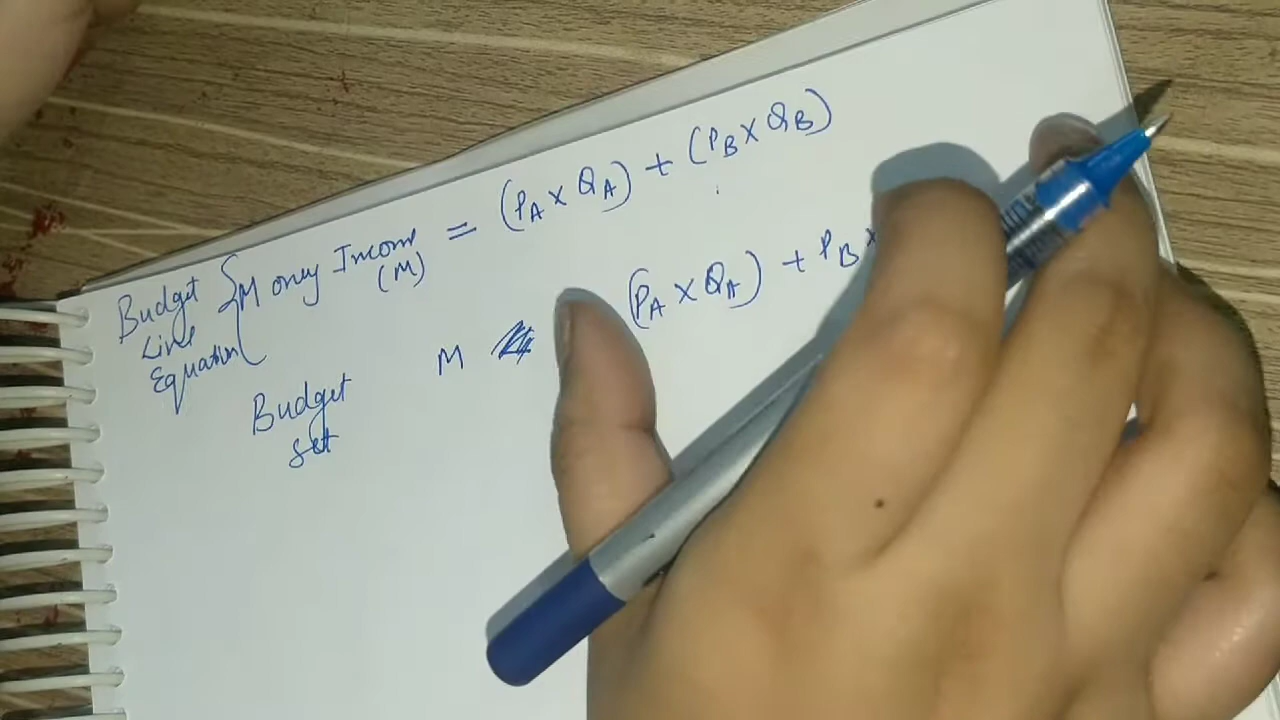 Budget Line Equation { Money Income (M) = (PA × QA) + (PB × QB)
Budget set M (PA × QA) + PB ×